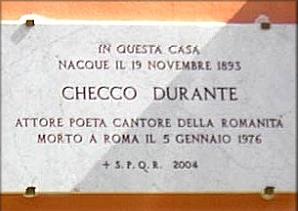 IN QUESTA CASA
NACQUE IL 19 NOVEMBRE 1893
CHECCO DURANTE
ATTORE POETA CANTORE DELLA ROMANITÀ
MORTO A ROMA IL 5 GENNAIO 1976
+ S.P.Q.R. 2004